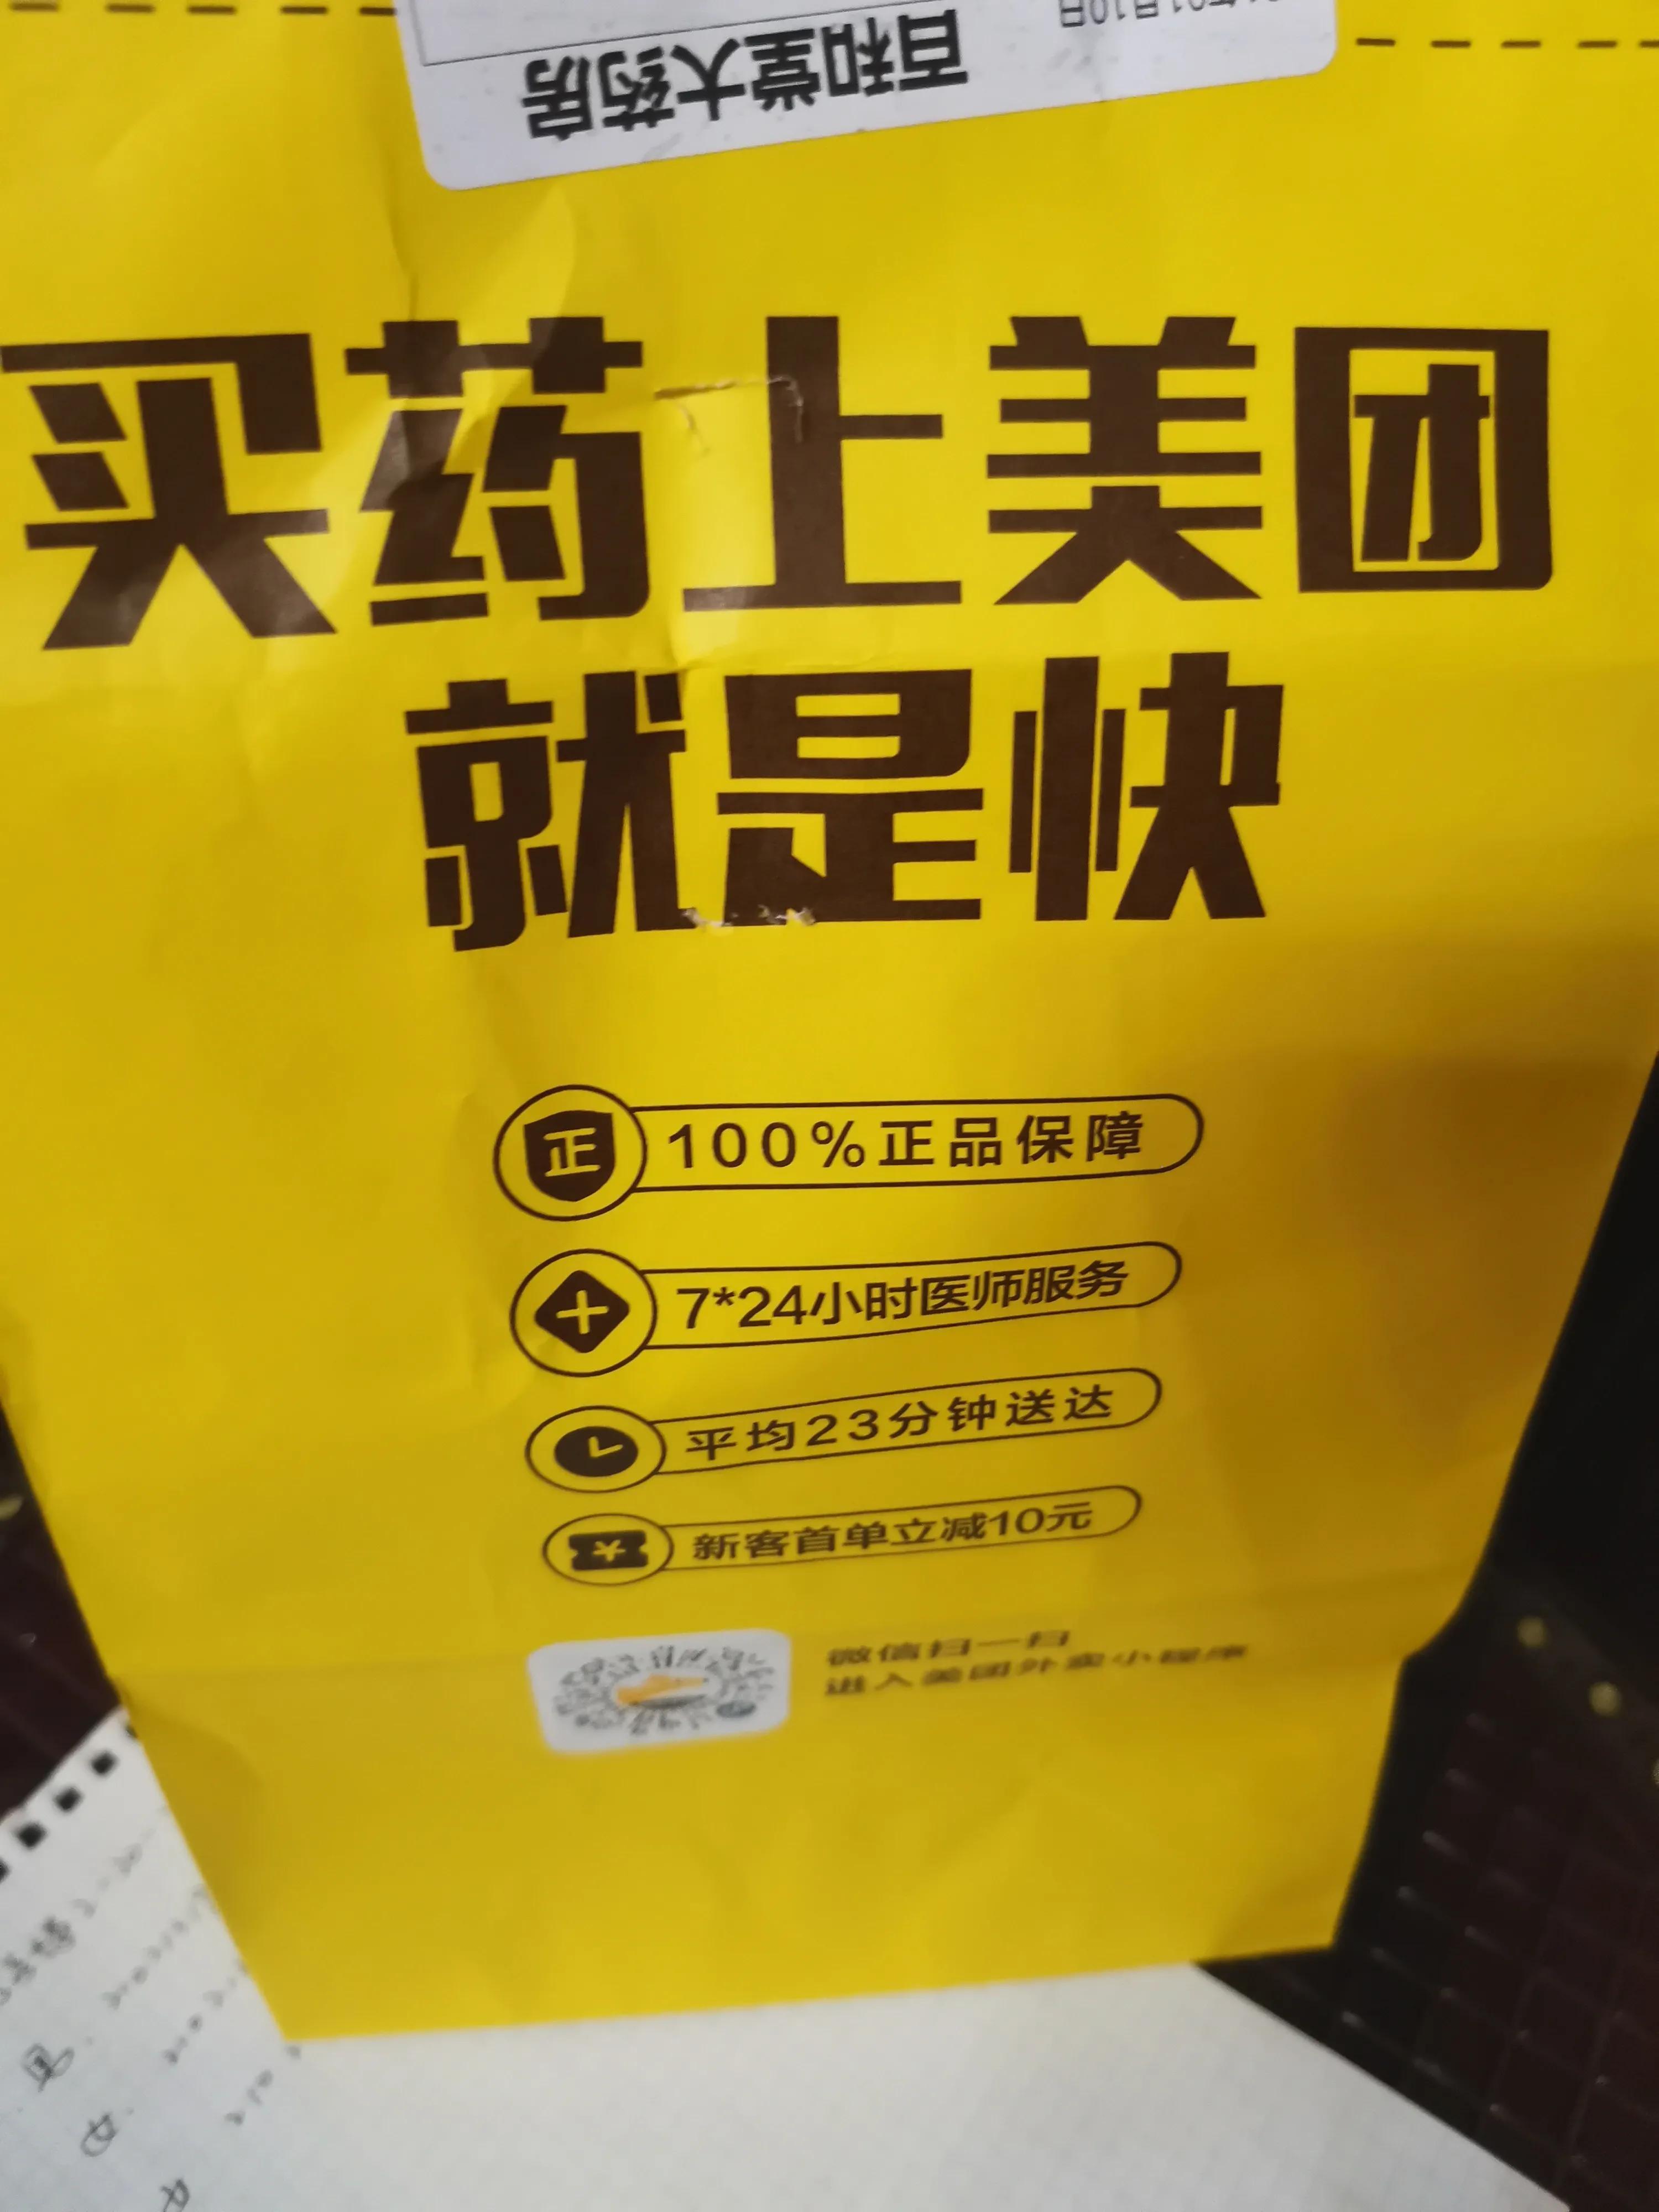 百和堂大药房
买药上美团
就是快
正 100%正品保障
7*24小时医师服务
平均23分钟送达
新客首单立减10元
微信扫一扫
进入美团外卖小程序